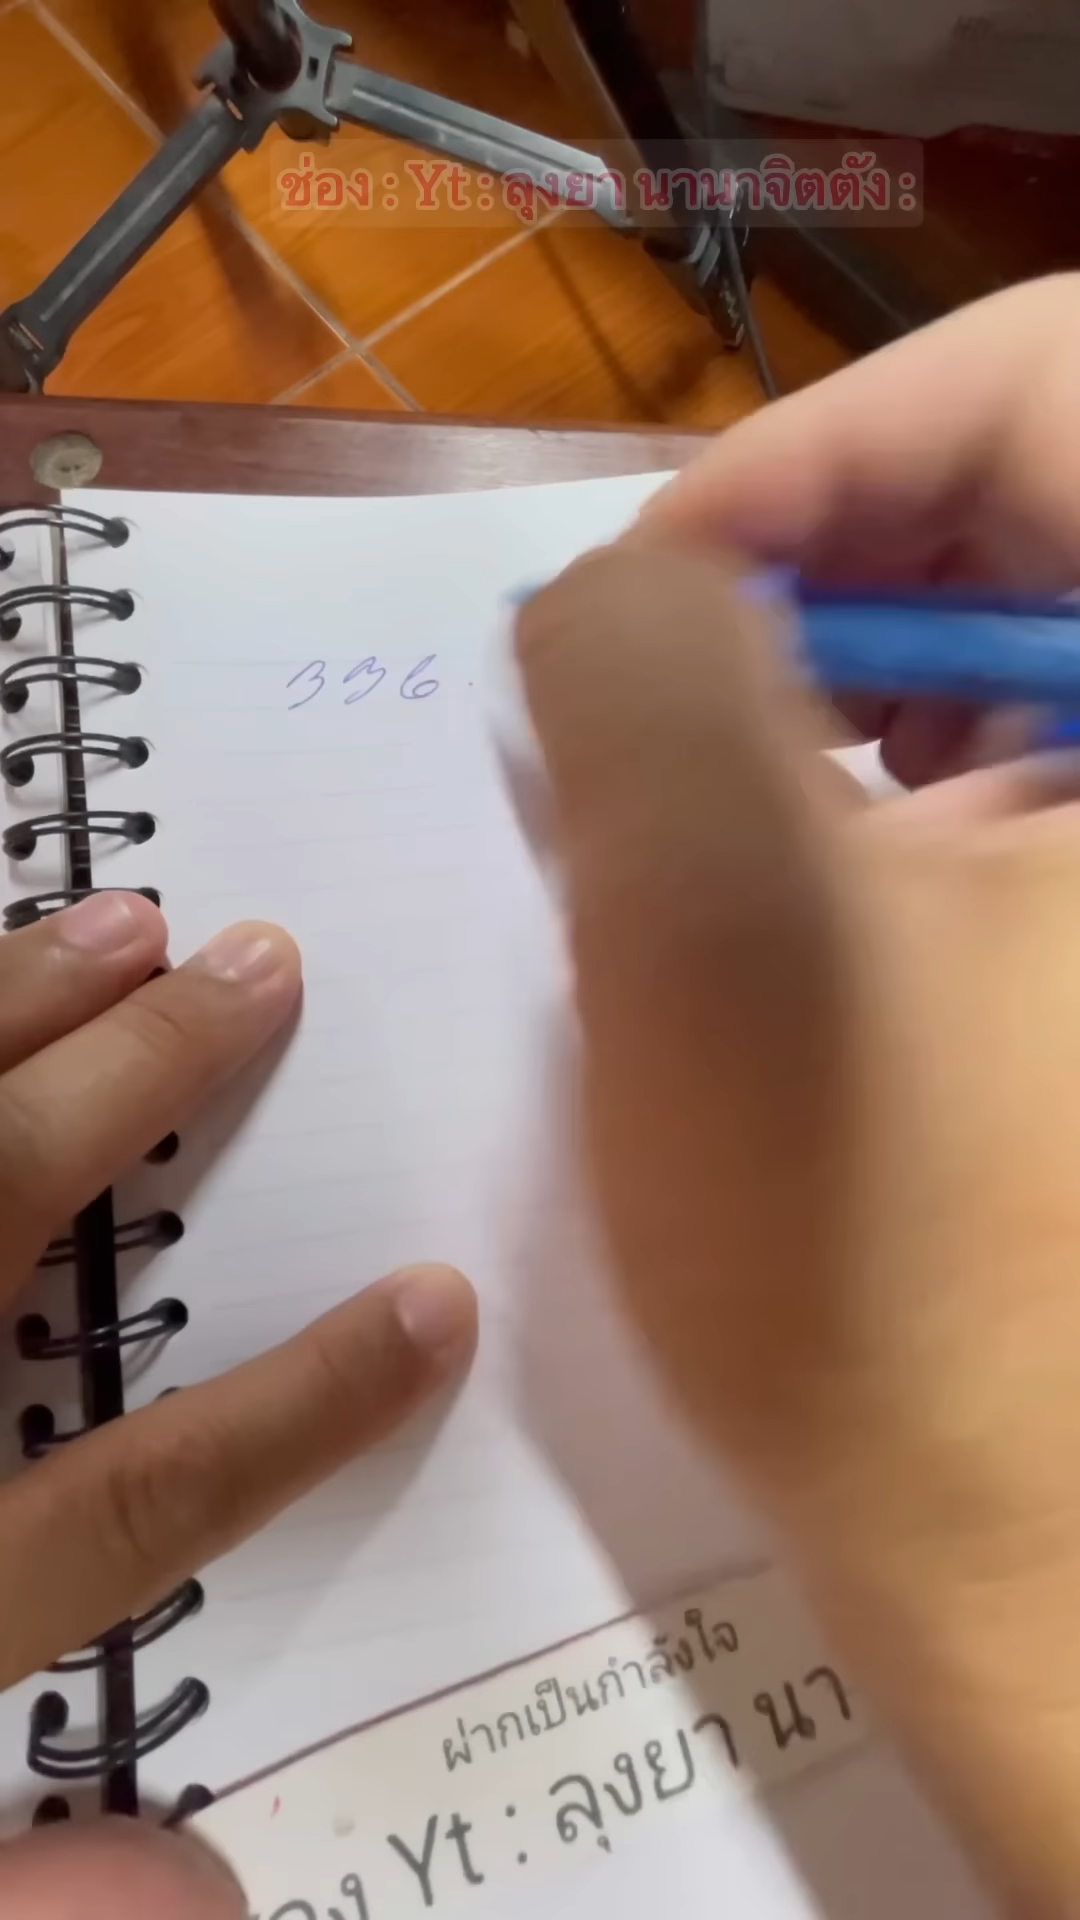 ช่อง : Yt : ลุงยา นานาจิตตัง :
336.
ฝากเป็นกำลังใจ
Yt : ลุงยา นา